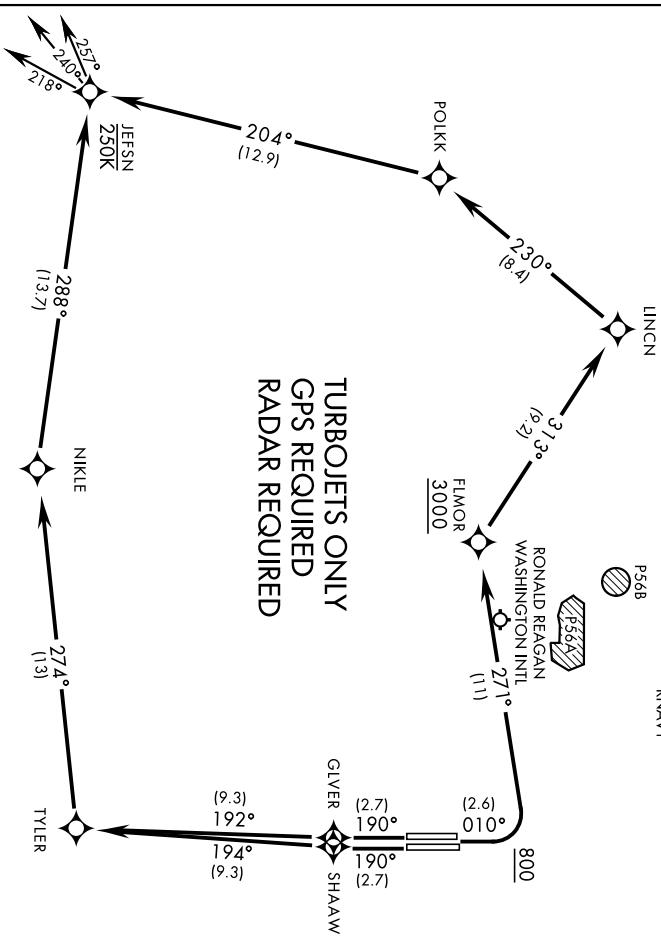 257°
240°
218°
JEFSN
250K
204°
(12.9)
POLKK
230°
(8.4)
LINCN
313°
(9.2)
FLMOR
3000
P56B
P56A
RONALD REAGAN
WASHINGTON INTL
271°
(11)
TURBOJETS ONLY
GPS REQUIRED
RADAR REQUIRED
288°
(13.7)
NIKLE
274°
(13)
TYLER
(9.3)
192°
194°
(9.3)
GLVER
SHAAW
(2.7)
190°
190°
(2.7)
(2.6)
010°
800